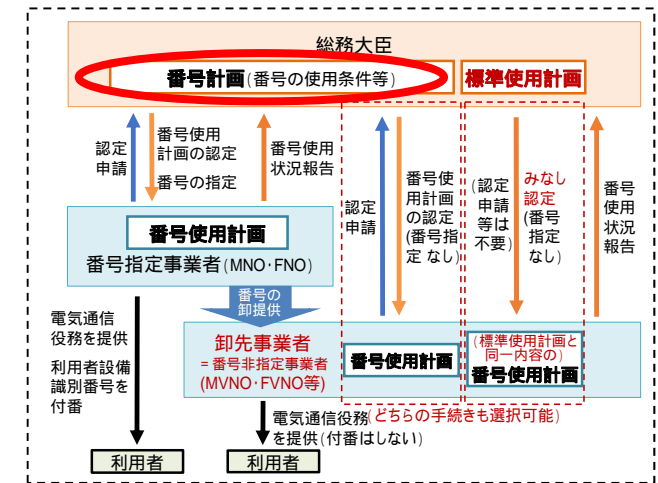 総務大臣
番号計画(番号の使用条件等)
標準使用計画
認定
申請
番号使用
計画の認定
番号の指定
番号使用
状況報告
認定
申請
番号使
用計画
の認定
(番号指
定 なし)
(認定
申請
等は
不要)
みなし
認定
(番号
指定
なし)
番号
使用
状況
報告
番号使用計画
番号指定事業者(MNO・FNO)
番号の
卸提供
電気通信
役務を提供
利用者設備
識別番号を
付番
卸先事業者
= 番号非指定事業者
(MVNO・FVNO等)
番号使用計画
(標準使用計画と
同一内容の)
番号使用計画
電気通信役務(どちらの手続きも選択可能)
を提供(付番はしない)
利用者
利用者